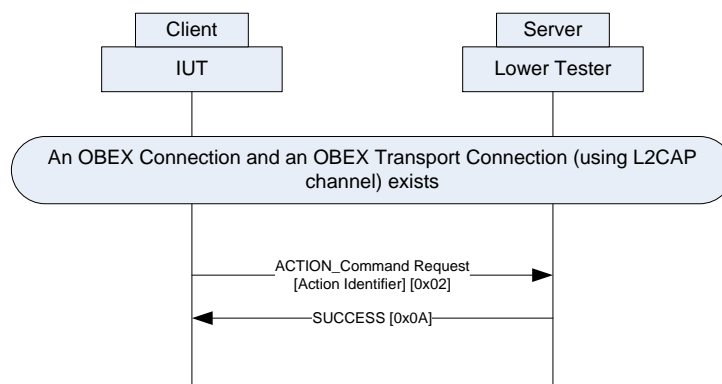 Client
Server
IUT
Lower Tester
An OBEX Connection and an OBEX Transport Connection (using L2CAP
channel) exists
ACTION_Command Request
[Action Identifier] [0x02]
SUCCESS [0x0A]